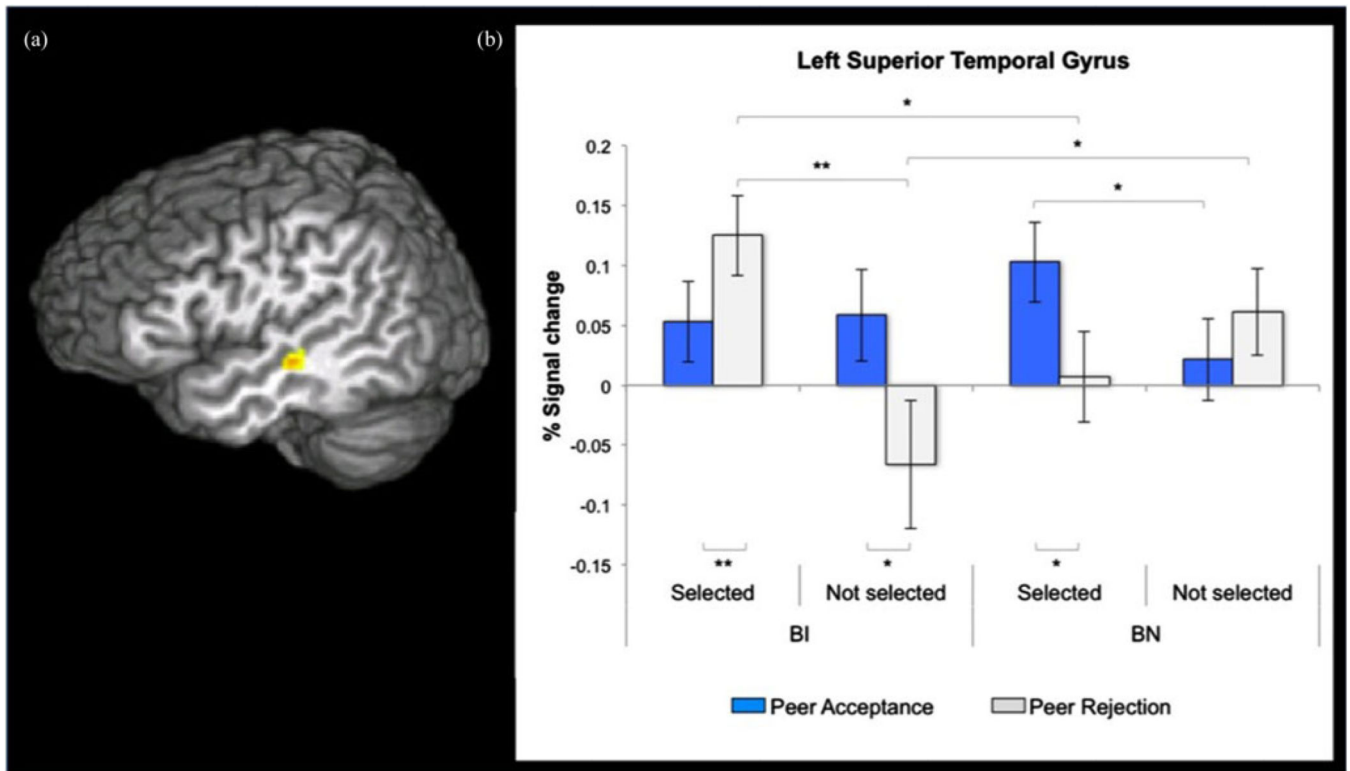 (a)
(b)
Left Superior Temporal Gyrus
*
*
**
*
0.2
0.15
0.1
0.05
0
-0.05
-0.1
-0.15
% Signal change
** * *
Selected Not selected Selected Not selected
BI BN
Peer Acceptance Peer Rejection